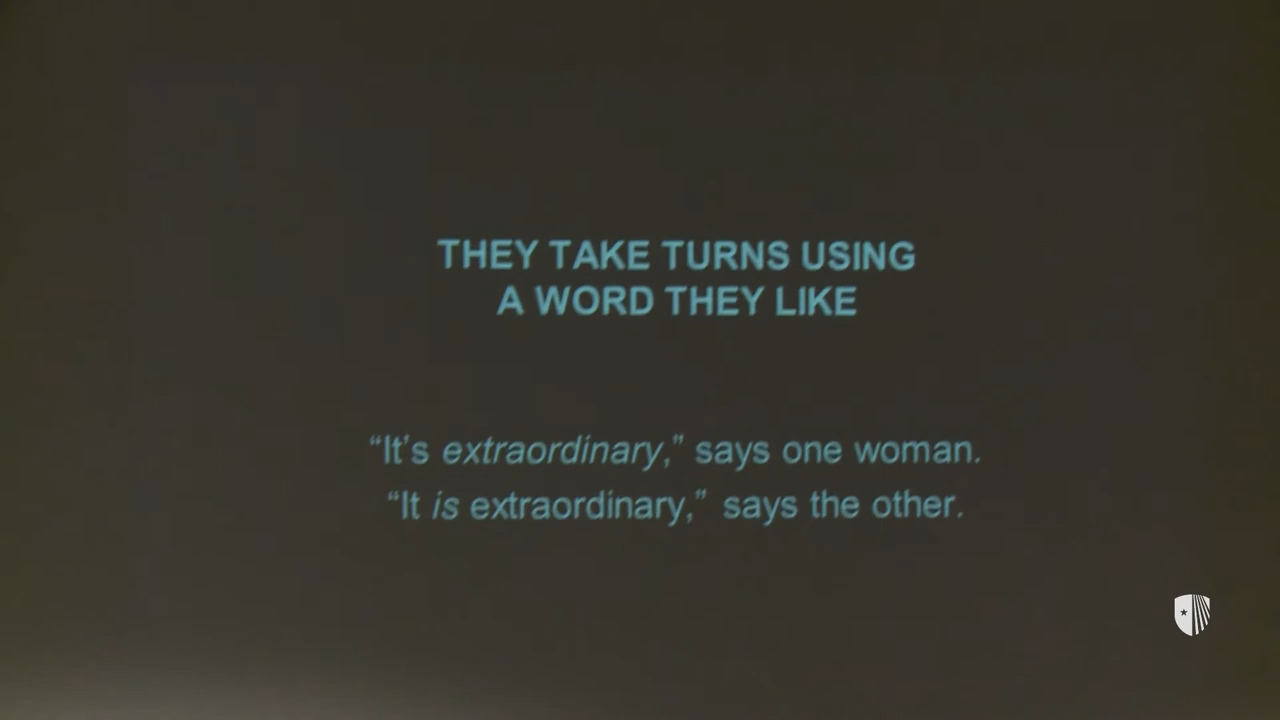 THEY TAKE TURNS USING
A WORD THEY LIKE
“It’s extraordinary,” says one woman.
“It is extraordinary,” says the other.